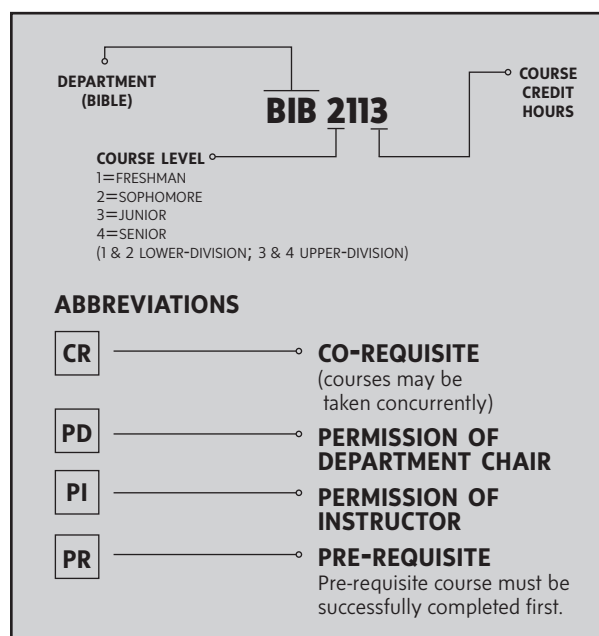 DEPARTMENT
(BIBLE)
BIB 2113
COURSE
CREDIT
HOURS
COURSE LEVEL
1=FRESHMAN
2=SOPHOMORE
3=JUNIOR
4=SENIOR
(1 & 2 LOWER-DIVISION; 3 & 4 UPPER-DIVISION)
ABBREVIATIONS
CR
CO-REQUISITE
(courses may be
taken concurrently)
PD
PERMISSION OF
DEPARTMENT CHAIR
PI
PERMISSION OF
INSTRUCTOR
PR
PRE-REQUISITE
Pre-requisite course must be
successfully completed first.